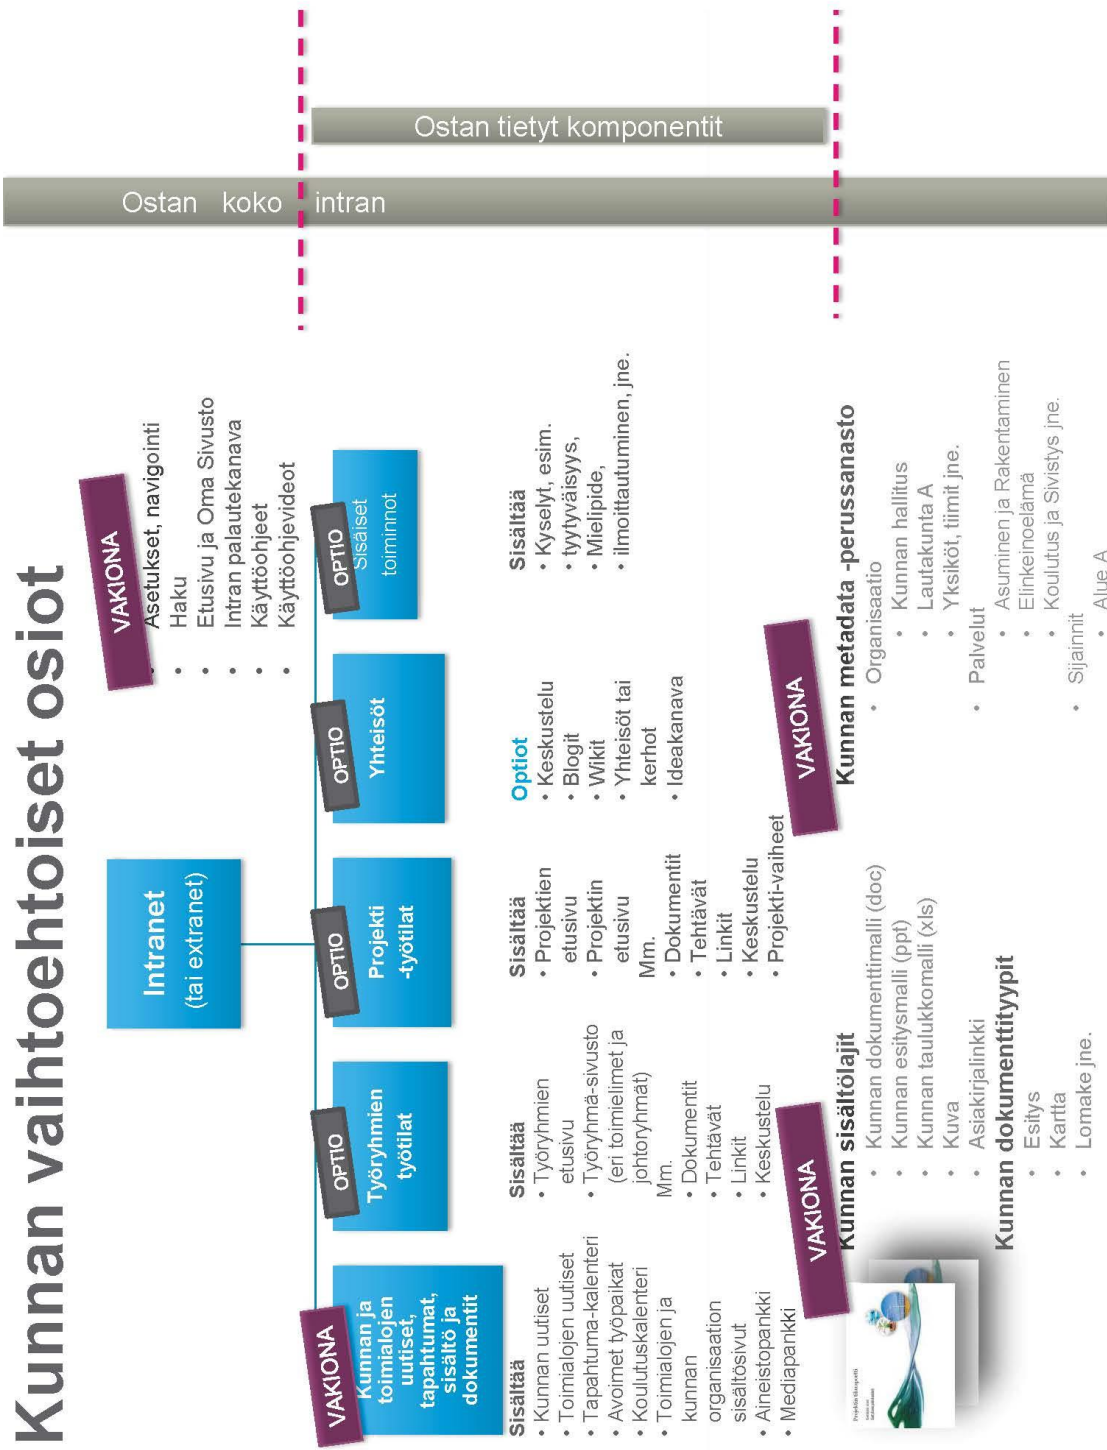 Kunnan vaihtoehtoiset osiot
Intranet
(tai extranet)
VAKIONA
Asetukset, navigointi
• Haku
• Etusivu ja Oma Sivusto
• Intran palautekanava
• Käyttöohjeet
• Käyttöohjevideot
Ostan koko intran
Ostan tietyt komponentit
VAKIONA
Kunnan ja
toimialojen
uutiset,
tapahtumat,
sisältö ja
dokumentit
Sisältää
• Kunnan uutiset
• Toimialojen uutiset
• Tapahtuma-kalenteri
• Avoimet työpaikat
• Koulutuskalenteri
• Toimialojen ja
kunnan
organisaation
sisältösivut
• Aineistopankki
• Mediapankki
OPTIO
Työryhmien
työtilat
Sisältää
• Työryhmien
etusivu
• Työryhmä-sivusto
(eri toimielimet ja
johtoryhmät)
Mm.
• Dokumentit
• Tehtävät
• Linkit
• Keskustelu
OPTIO
Projekti
-työtilat
Sisältää
• Projektien
etusivu
• Projektin
etusivu
Mm.
• Dokumentit
• Tehtävät
• Linkit
• Keskustelu
• Projekti-vaiheet
OPTIO
Yhteisöt
Optiot
• Keskustelu
• Blogit
• Wikit
• Yhteisöt tai
kerhot
• Ideakanava
OPTIO
Sisäiset
toiminnot
Sisältää
• Kyselyt, esim.
• tyytyväisyys,
• Mielipide,
• ilmoittautuminen, jne.
VAKIONA
Kunnan sisältölajit
• Kunnan dokumenttimalli (doc)
• Kunnan esitysmalli (ppt)
• Kunnan taulukkomalli (xls)
• Kuva
• Asiakirjalinkki
Kunnan dokumenttityypit
• Esitys
• Kartta
• Lomake jne.
VAKIONA
Kunnan metadata -perussanasto
• Organisaatio
• Kunnan hallitus
• Lautakunta A
• Yksiköt, tiimit jne.
• Palvelut
• Asuminen ja Rakentaminen
• Elinkeinoelämä
• Koulutus ja Sivistys jne.
• Sijainnit
• Alue A